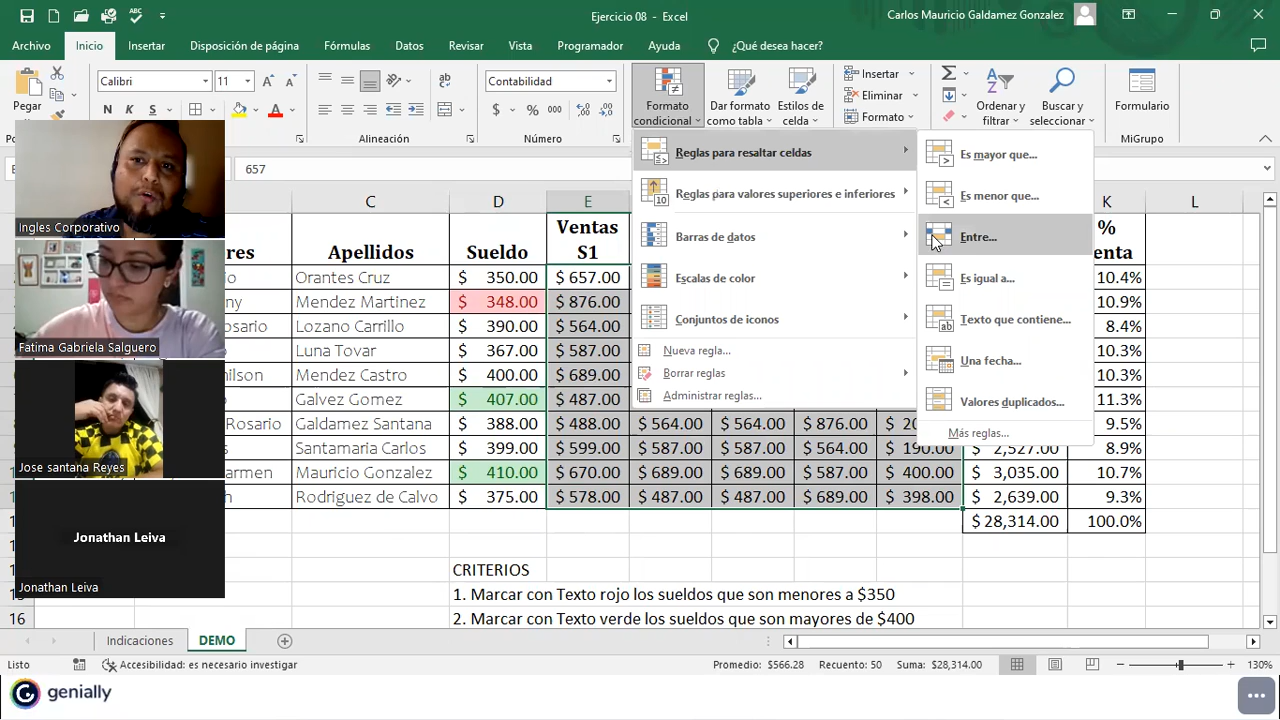 Ejercicio 08 - Excel
Carlos Mauricio Galdamez Gonzalez
Archivo Inicio Insertar Disposición de página Fórmulas Datos Revisar Vista Programador Ayuda ¿Qué desea hacer?
Pegar
Calibri 11
N K S
Alineación
Contabilidad
$ % 000
Número
Formato condicional
Dar formato como tabla
Estilos de celda
Insertar
Eliminar
Formato
Ordenar y filtrar
Buscar y seleccionar
Formulario
MiGrupo
657
Reglas para resaltar celdas
Reglas para valores superiores e inferiores
Barras de datos
Escalas de color
Conjuntos de iconos
Nueva regla...
Borrar reglas
Administrar reglas...
Es mayor que...
Es menor que...
Entre...
Es igual a...
Texto que contiene...
Una fecha...
Valores duplicados...
Más reglas...
C D E K L
res Apellidos Sueldo Ventas S1 % enta
io Orantes Cruz $ 350.00 $ 657.00 10.4%
ny Mendez Martinez $ 348.00 $ 876.00 10.9%
osario Lozano Carrillo $ 390.00 $ 564.00 8.4%
Luna Tovar $ 367.00 $ 587.00 10.3%
nilson Mendez Castro $ 400.00 $ 689.00 10.3%
Galvez Gomez $ 407.00 $ 487.00 11.3%
Rosario Galdamez Santana $ 388.00 $ 488.00 $ 564.00 $ 564.00 $ 876.00 $ 20 9.5%
Santamaria Carlos $ 399.00 $ 599.00 $ 587.00 $ 587.00 $ 564.00 $ 190.00 $ 2,527.00 8.9%
armen Mauricio Gonzalez $ 410.00 $ 670.00 $ 689.00 $ 689.00 $ 587.00 $ 400.00 $ 3,035.00 10.7%
n Rodriguez de Calvo $ 375.00 $ 578.00 $ 487.00 $ 487.00 $ 689.00 $ 398.00 $ 2,639.00 9.3%
$ 28,314.00 100.0%
CRITERIOS
1. Marcar con Texto rojo los sueldos que son menores a $350
16 2. Marcar con Texto verde los sueldos que son mayores de $400
Ingles Corporativo
Fatima Gabriela Salguero
Jose santana Reyes
Jonathan Leiva
Jonathan Leiva
Indicaciones DEMO
Listo Accesibilidad: es necesario investigar Promedio: $566.28 Recuento: 50 Suma: $28,314.00 130%
genially